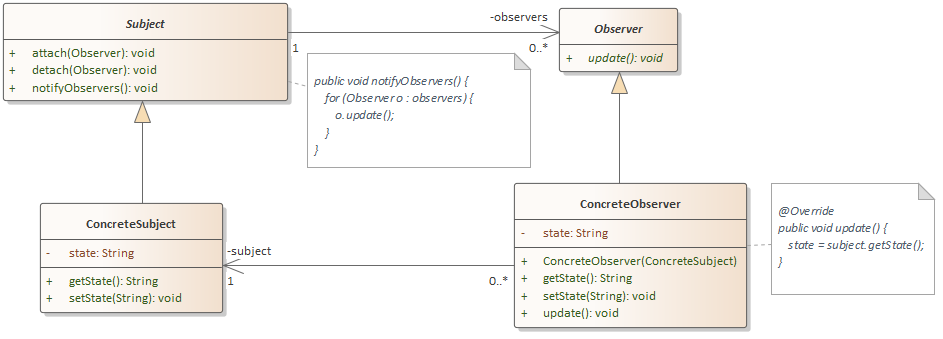 Subject
+ attach(Observer): void
+ detach(Observer): void
+ notifyObservers(): void
-observers
1
0..*
Observer
+ update(): void
public void notifyObservers() {
for (Observer o : observers) {
o.update();
}
}
ConcreteSubject
- state: String
+ getState(): String
+ setState(String): void
-subject
1
0..*
ConcreteObserver
- state: String
+ ConcreteObserver(ConcreteSubject)
+ getState(): String
+ setState(String): void
+ update(): void
@Override
public void update() {
state = subject.getState();
}